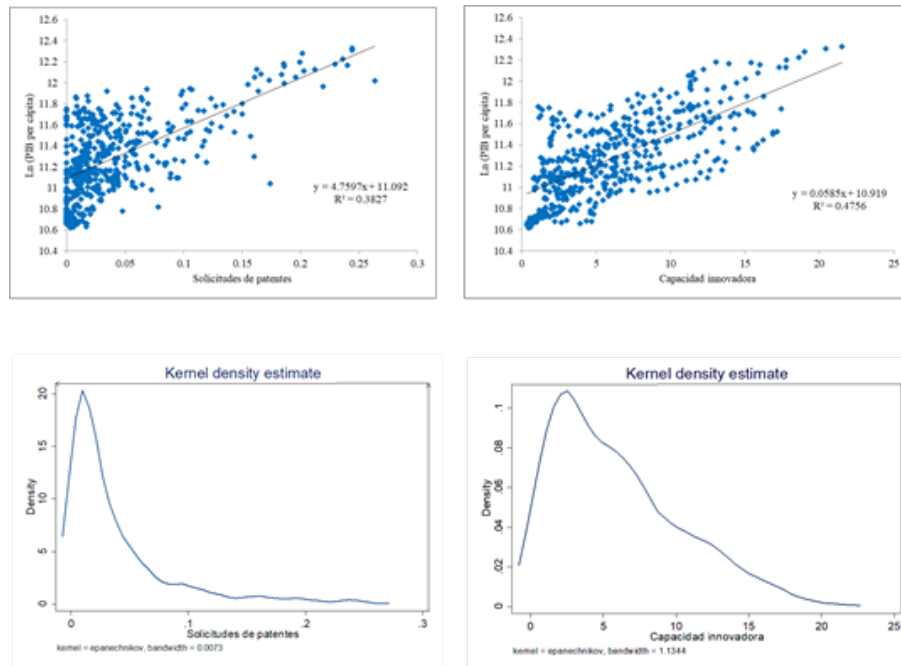 12.6
12.4
12.2
12
11.8
11.6
11.4
11.2
11
10.8
10.6
10.4
Ln (PIB per cápita)
y = 4.7597x + 11.092
R² = 0.3827
0 0.05 0.1 0.15 0.2 0.25 0.3
Solicitudes de patentes
12.6
12.4
12.2
12
11.8
11.6
11.4
11.2
11
10.8
10.6
10.4
Ln (PIB per cápita)
y = 0.0585x + 10.919
R² = 0.4756
0 5 10 15 20 25
Capacidad innovadora
Kernel density estimate
20
15
10
5
0
Density
0 .1 .2 .3
Solicitudes de patentes
kernel = epanechnikov, bandwidth = 0.0073
Kernel density estimate
.1
.08
.06
.04
.02
0
Density
0 5 10 15 20 25
Capacidad innovadora
kernel = epanechnikov, bandwidth = 1.1344